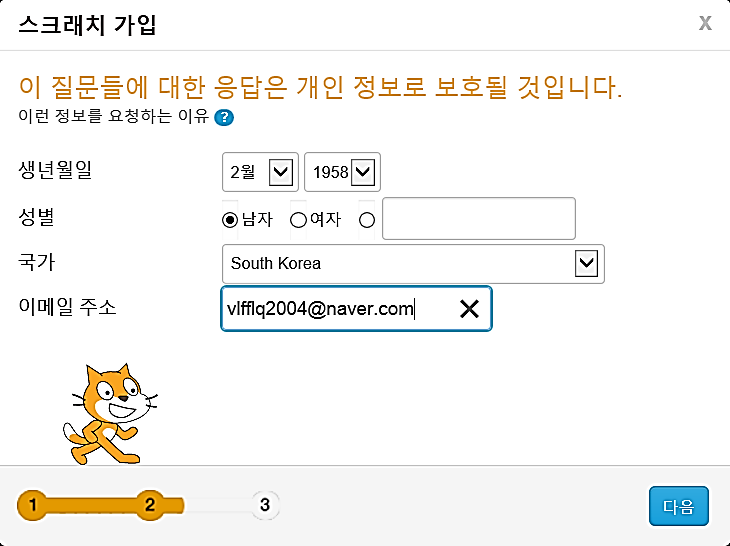 스크래치 가입
X
이 질문들에 대한 응답은 개인 정보로 보호될 것입니다.
이런 정보를 요청하는 이유 ?
생년월일 2월 1958
성별 남자 여자
국가 South Korea
이메일 주소 vlfflq2004@naver.com
1 2 3
다음